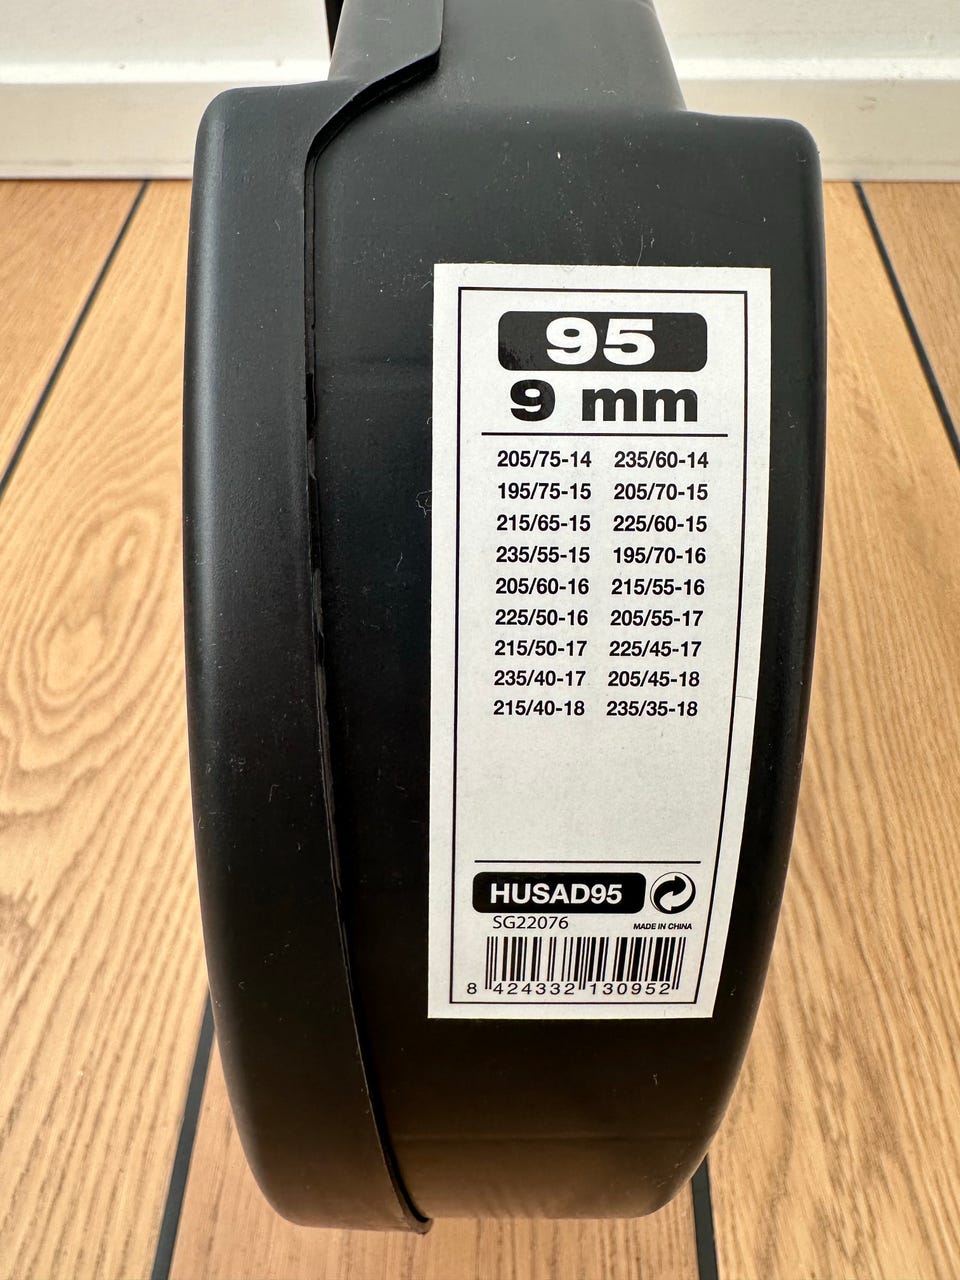 95
9 mm
205/75-14 235/60-14
195/75-15 205/70-15
215/65-15 225/60-15
235/55-15 195/70-16
205/60-16 215/55-16
225/50-16 205/55-17
215/50-17 225/45-17
235/40-17 205/45-18
215/40-18 235/35-18
HUSAD95
SG22076 MADE IN CHINA
8 424332 130952